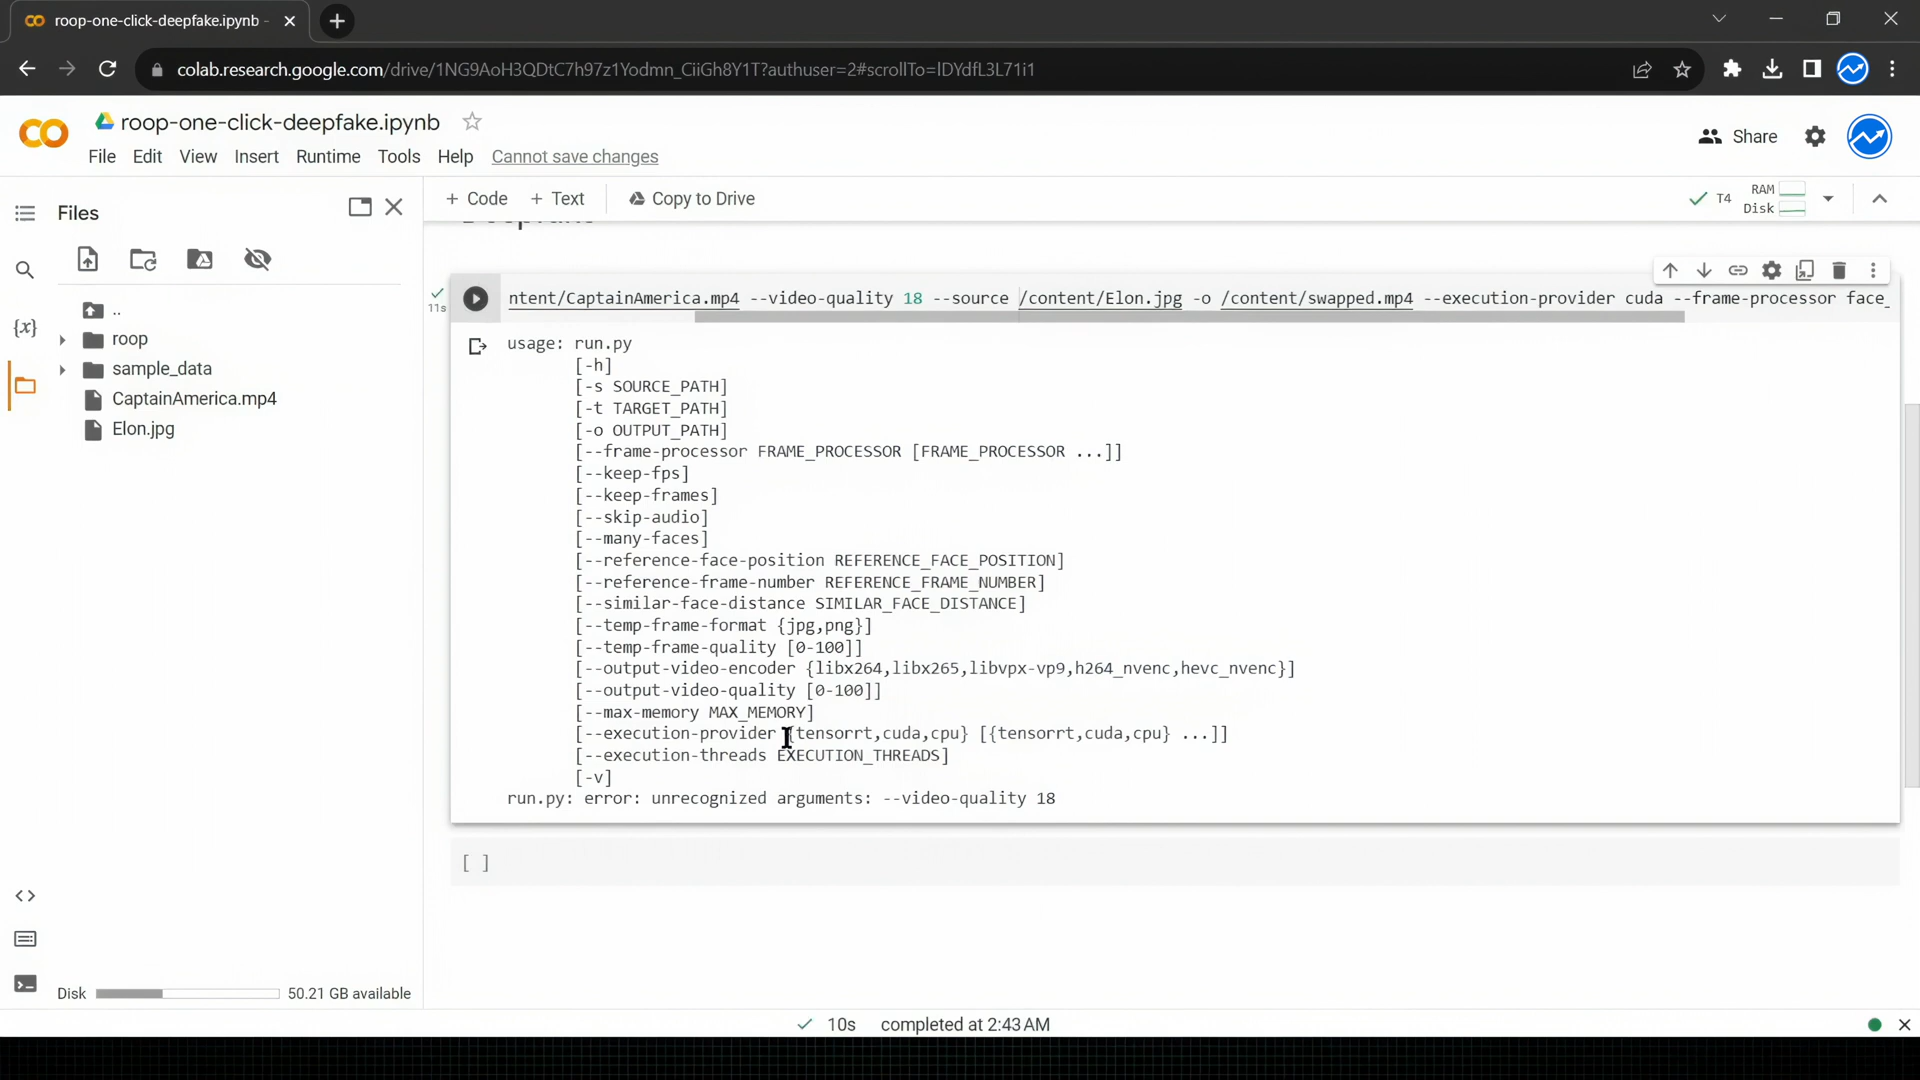 roop-one-click-deepfake.ipynb -
colab.research.google.com/drive/1NG9AoH3QDtC7h97z1Yodmn_CiiGh8Y1T?authuser=2#scrollTo=lDYdfL3L71i1
roop-one-click-deepfake.ipynb
Share
File Edit View Insert Runtime Tools Help Cannot save changes
Files
+ Code + Text Copy to Drive
T4 RAM
Disk
..
roop
sample_data
CaptainAmerica.mp4
Elon.jpg
{x}
11s
ntent/CaptainAmerica.mp4 --video-quality 18 --source /content/Elon.jpg -o /content/swapped.mp4 --execution-provider cuda --frame-processor face_
usage: run.py
[-h]
[-s SOURCE_PATH]
[-t TARGET_PATH]
[-o OUTPUT_PATH]
[--frame-processor FRAME_PROCESSOR [FRAME_PROCESSOR ...]]
[--keep-fps]
[--keep-frames]
[--skip-audio]
[--many-faces]
[--reference-face-position REFERENCE_FACE_POSITION]
[--reference-frame-number REFERENCE_FRAME_NUMBER]
[--similar-face-distance SIMILAR_FACE_DISTANCE]
[--temp-frame-format {jpg,png}]
[--temp-frame-quality [0-100]]
[--output-video-encoder {libx264,libx265,libvpx-vp9,h264_nvenc,hevc_nvenc}]
[--output-video-quality [0-100]]
[--max-memory MAX_MEMORY]
[--execution-provider {tensorrt,cuda,cpu} [{tensorrt,cuda,cpu} ...]]
[--execution-threads EXECUTION_THREADS]
[-v]
run.py: error: unrecognized arguments: --video-quality 18
[ ]
Disk 50.21 GB available
10s completed at 2:43 AM